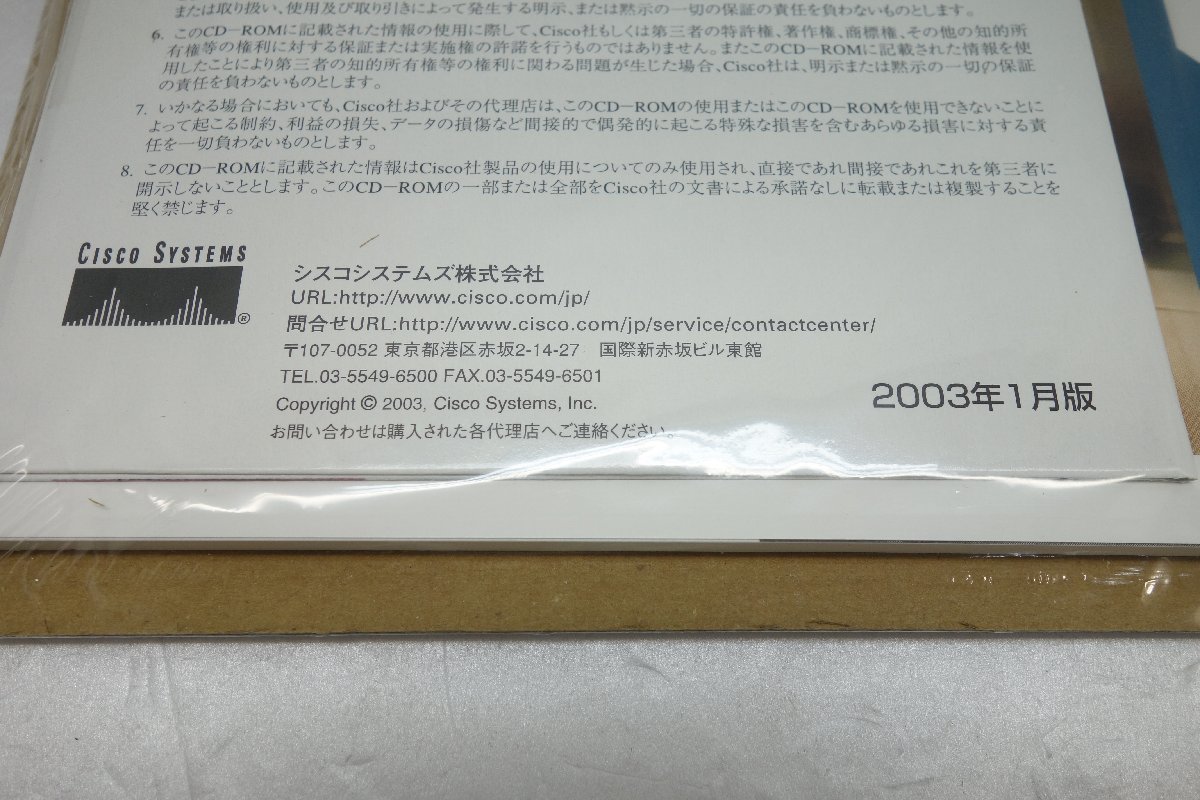 または取り扱い、使用及び取り引きによって発生する明示、または黙示の一切の保証の責任を負わないものとします。
6. このCD-ROMに記載された情報の使用に際して、Cisco社もしくは第三者の特許権、著作権、商標権、その他の知的所
有権等の権利に対する保証または実施権の許諾を行うものではありません。またこのCD-ROMに記載された情報を使
用したことにより第三者の知的所有権等の権利に関わる問題が生じた場合、Cisco社は、明示または黙示の一切の保証
の責任を負わないものとします。
7. いかなる場合においても、Cisco社およびその代理店は、このCD-ROMの使用またはこのCD-ROMを使用できないことに
よって起こる制約、利益の損失、データの損傷など間接的で偶発的に起こる特殊な損害を含むあらゆる損害に対する責
任を一切負わないものとします。
8. このCD-ROMに記載された情報はCisco社製品の使用についてのみ使用され、直接であれ間接であれこれを第三者に
開示しないこととします。このCD-ROMの一部または全部をCisco社の文書による承諾なしに転載または複製することを
堅く禁じます。
CISCO SYSTEMS
®
シスコシステムズ株式会社
URL:http://www.cisco.com/jp/
問合せURL:http://www.cisco.com/jp/service/contactcenter/
〒107-0052 東京都港区赤坂2-14-27 国際新赤坂ビル東館
TEL.03-5549-6500 FAX.03-5549-6501
Copyright © 2003, Cisco Systems, Inc.
お問い合わせは購入された各代理店へご連絡ください。
2003年1月版